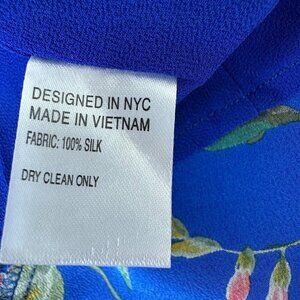 DESIGNED IN NYC
MADE IN VIETNAM
FABRIC: 100% SILK
DRY CLEAN ONLY